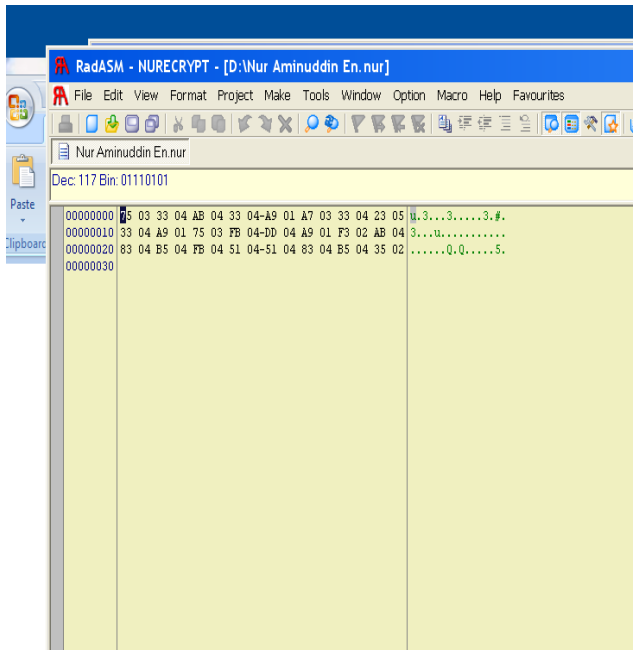 RadASM - NURECRYPT - [D:\Nur Aminuddin En.nur]
File Edit View Format Project Make Tools Window Option Macro Help Favourites
Nur Aminuddin En.nur
Dec: 117 Bin: 01110101
Paste
Clipboard
00000000 75 03 33 04 AB 04 33 04-A9 01 A7 03 33 04 23 05 u.3...3.....3.#.
00000010 33 04 A9 01 75 03 FB 04-DD 04 A9 01 F3 02 AB 04 3...u...........
00000020 83 04 B5 04 FB 04 51 04-51 04 83 04 B5 04 35 02 ......Q.Q.....5.
00000030